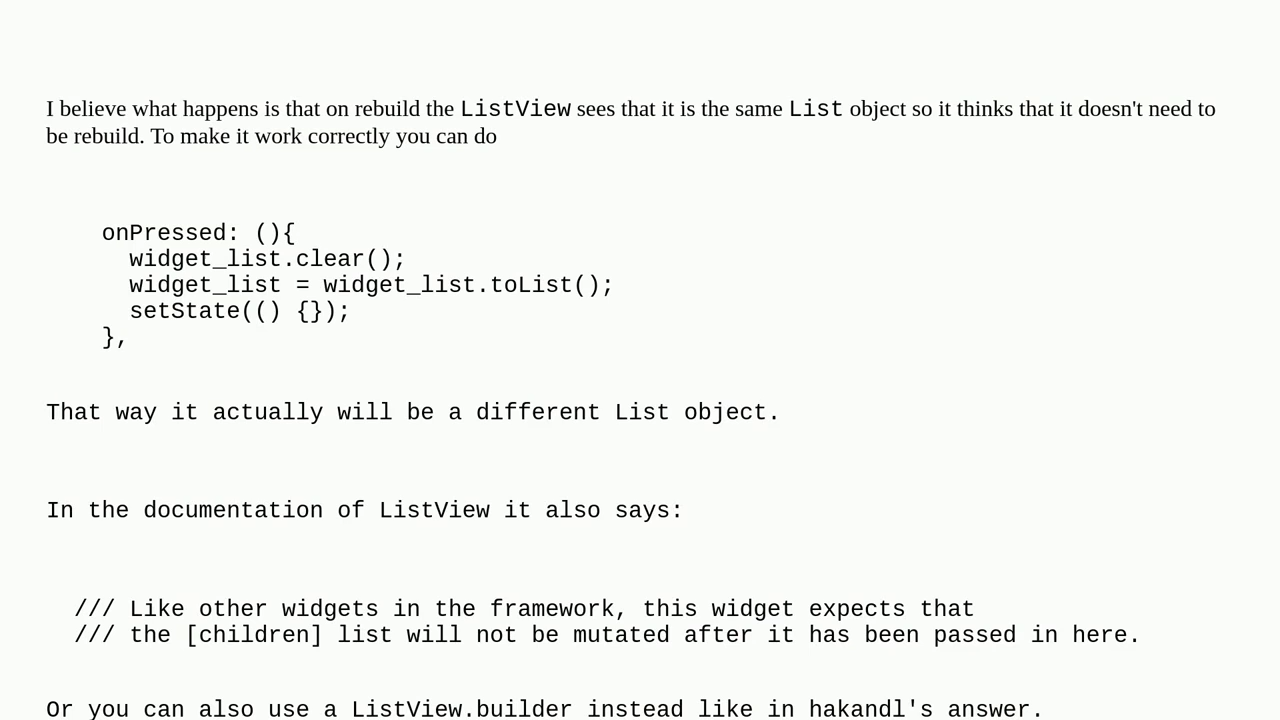 I believe what happens is that on rebuild the ListView sees that it is the same List object so it thinks that it doesn't need to
be rebuild. To make it work correctly you can do
onPressed: (){
widget_list.clear();
widget_list = widget_list.toList();
setState(() {});
},
That way it actually will be a different List object.
In the documentation of ListView it also says:
/// Like other widgets in the framework, this widget expects that
/// the [children] list will not be mutated after it has been passed in here.
Or you can also use a ListView.builder instead like in hakandl's answer.